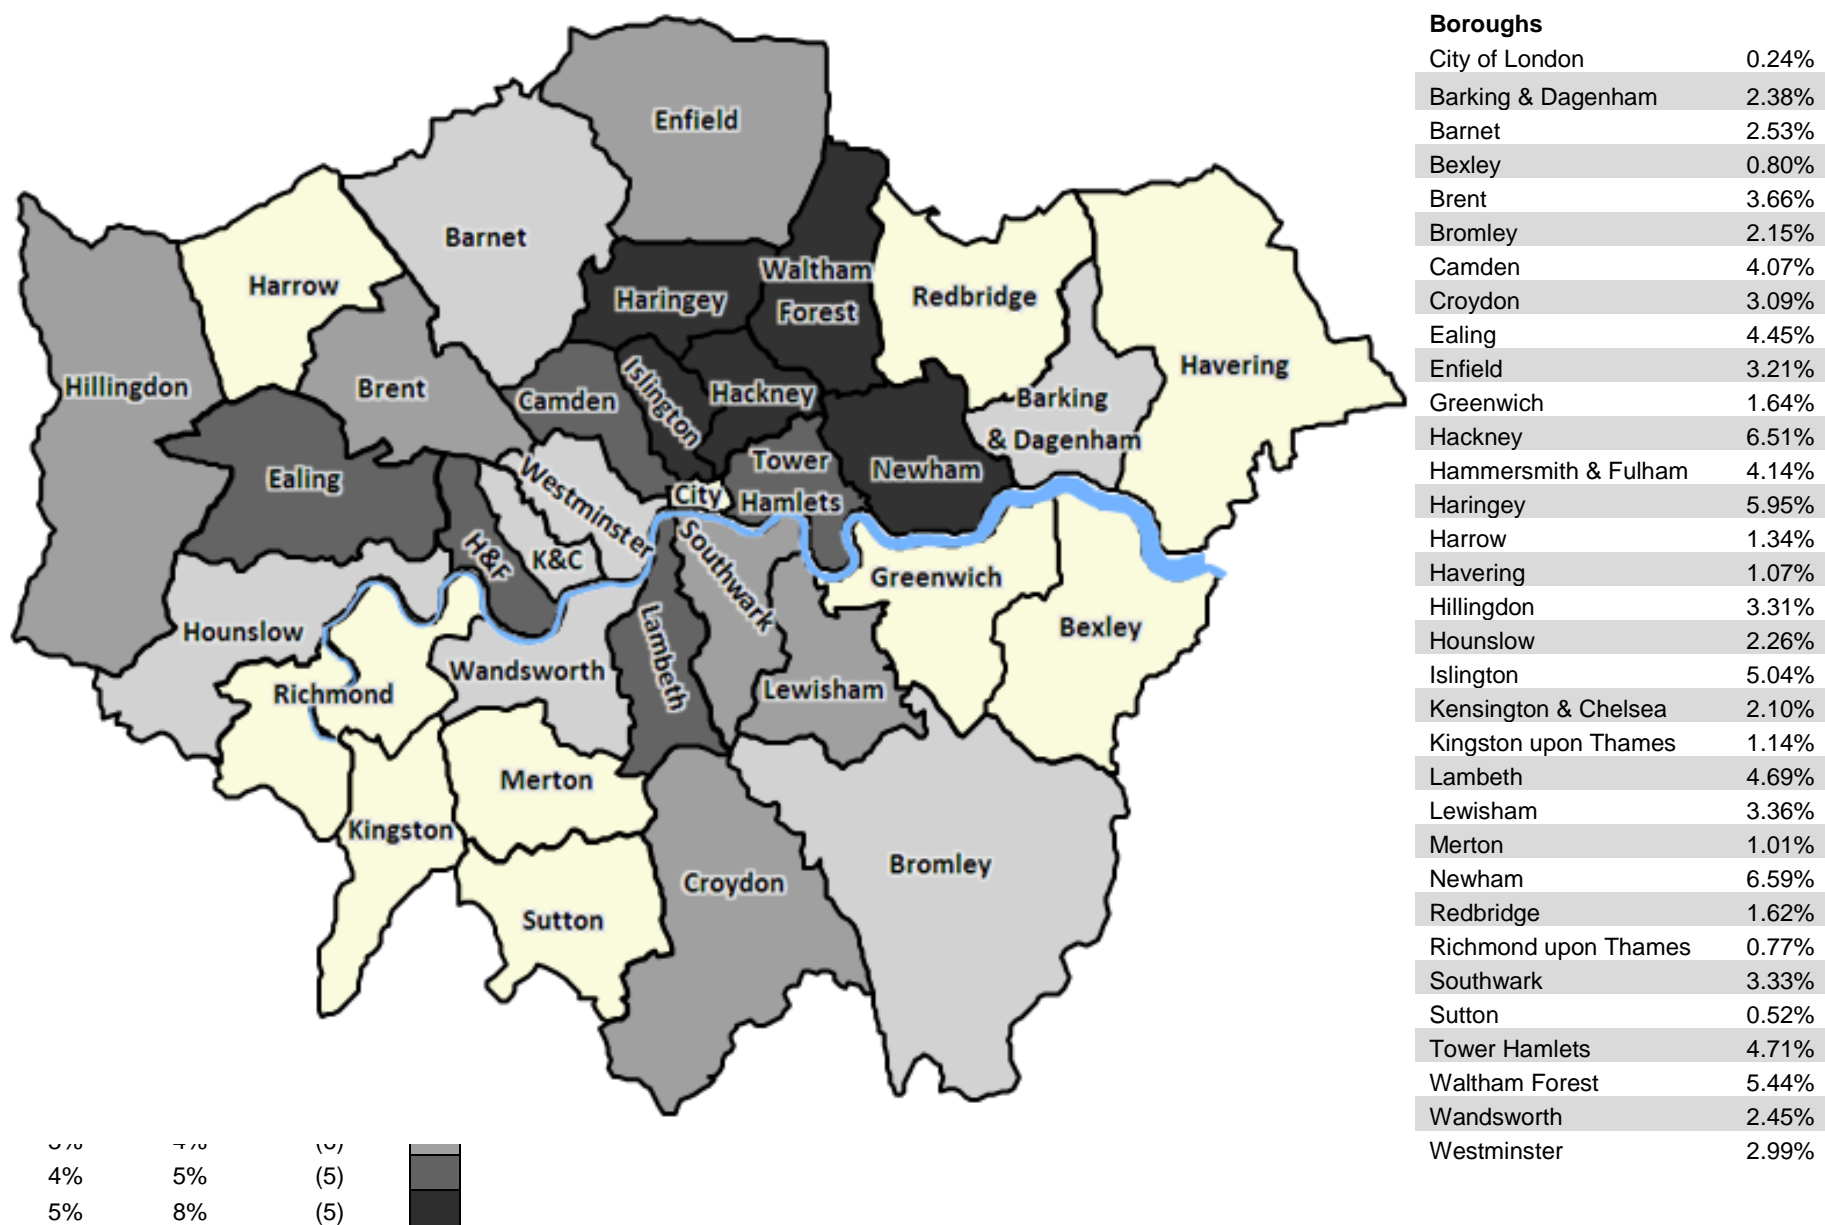 Enfield
Barnet
Harrow
Waltham
Forest
Haringey
Redbridge
Havering
Hillingdon
Brent
Camden
Islington
Hackney
Barking
& Dagenham
Ealing
Tower
Hamlets
Newham
Westminster
City
H&F
K&C
Southwark
Greenwich
Hounslow
Bexley
Richmond
Wandsworth
Lambeth
Lewisham
Merton
Kingston
Croydon
Bromley
Sutton
4% 5% (5)
5% 8% (5)
Boroughs
City of London 0.24%
Barking & Dagenham 2.38%
Barnet 2.53%
Bexley 0.80%
Brent 3.66%
Bromley 2.15%
Camden 4.07%
Croydon 3.09%
Ealing 4.45%
Enfield 3.21%
Greenwich 1.64%
Hackney 6.51%
Hammersmith & Fulham 4.14%
Haringey 5.95%
Harrow 1.34%
Havering 1.07%
Hillingdon 3.31%
Hounslow 2.26%
Islington 5.04%
Kensington & Chelsea 2.10%
Kingston upon Thames 1.14%
Lambeth 4.69%
Lewisham 3.36%
Merton 1.01%
Newham 6.59%
Redbridge 1.62%
Richmond upon Thames 0.77%
Southwark 3.33%
Sutton 0.52%
Tower Hamlets 4.71%
Waltham Forest 5.44%
Wandsworth 2.45%
Westminster 2.99%